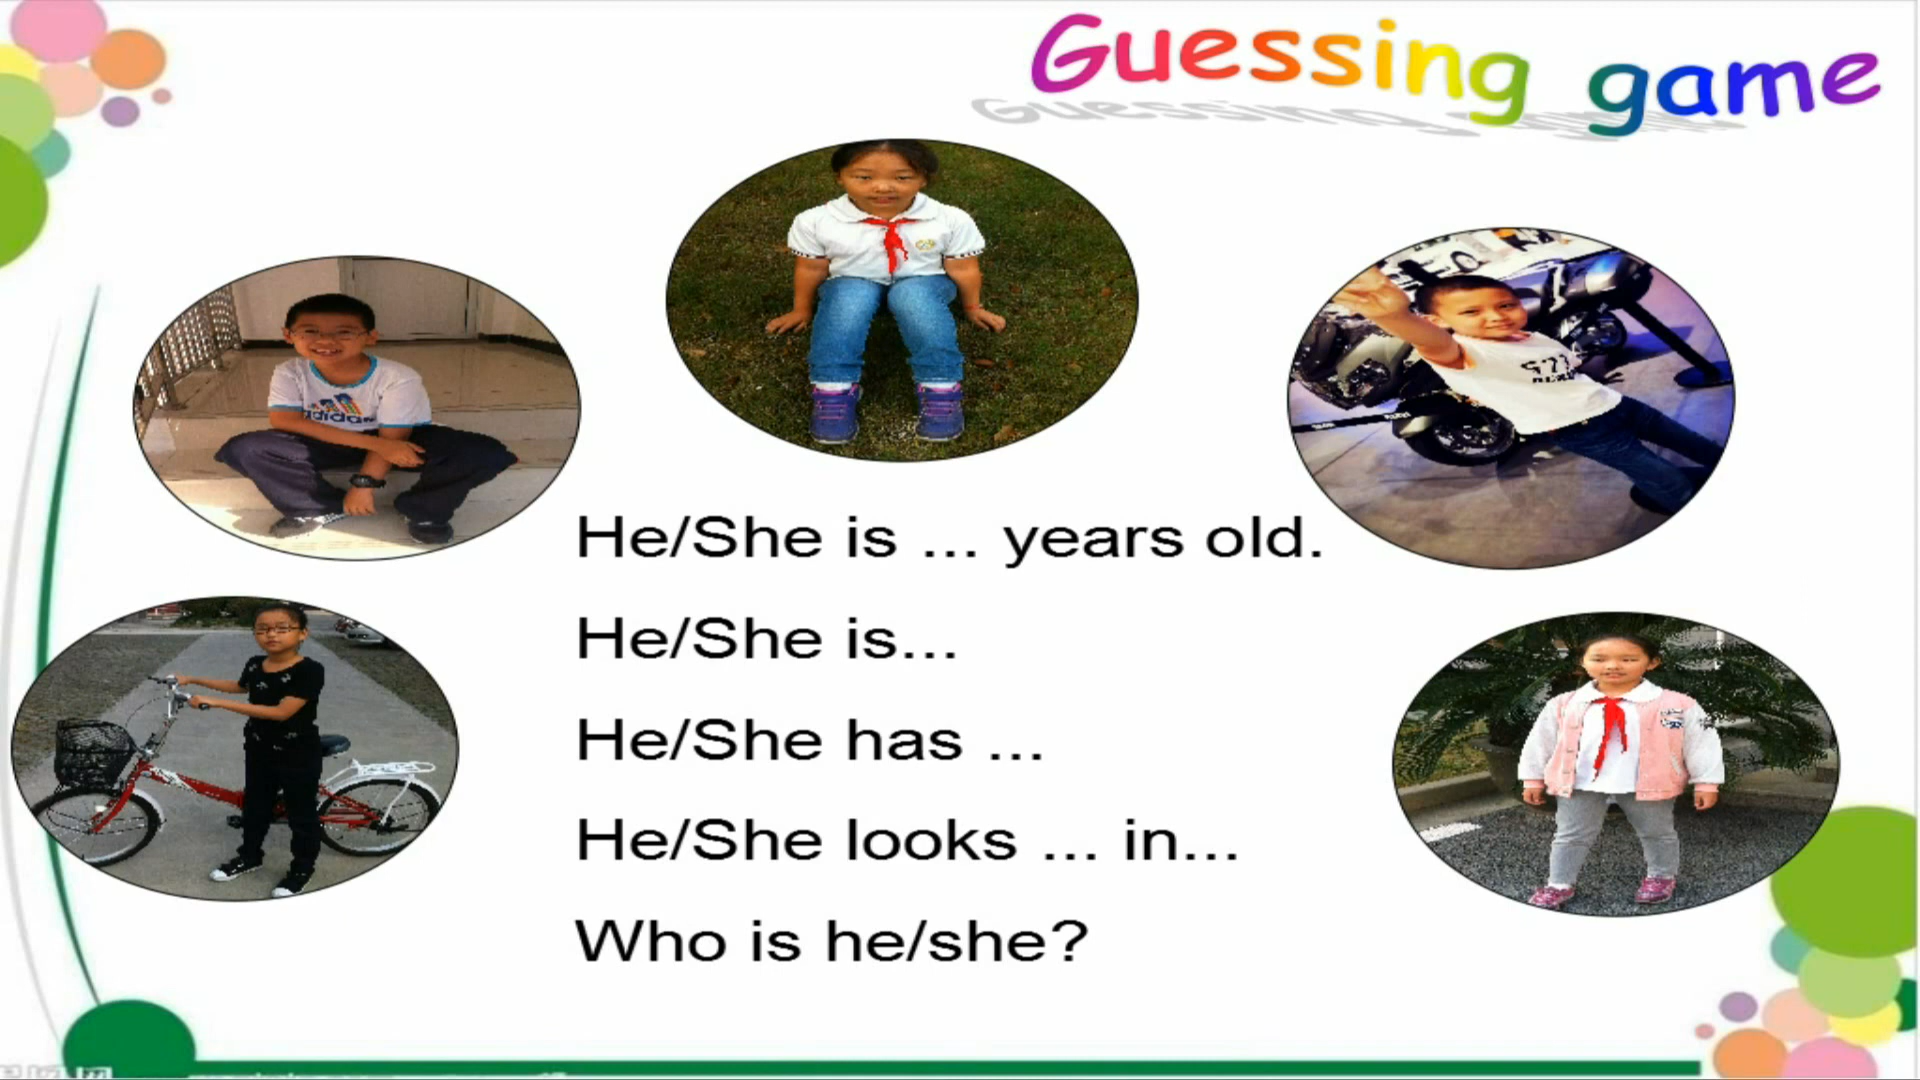 Guessing game
He/She is ... years old.
He/She is...
He/She has ...
He/She looks ... in...
Who is he/she?
adidas